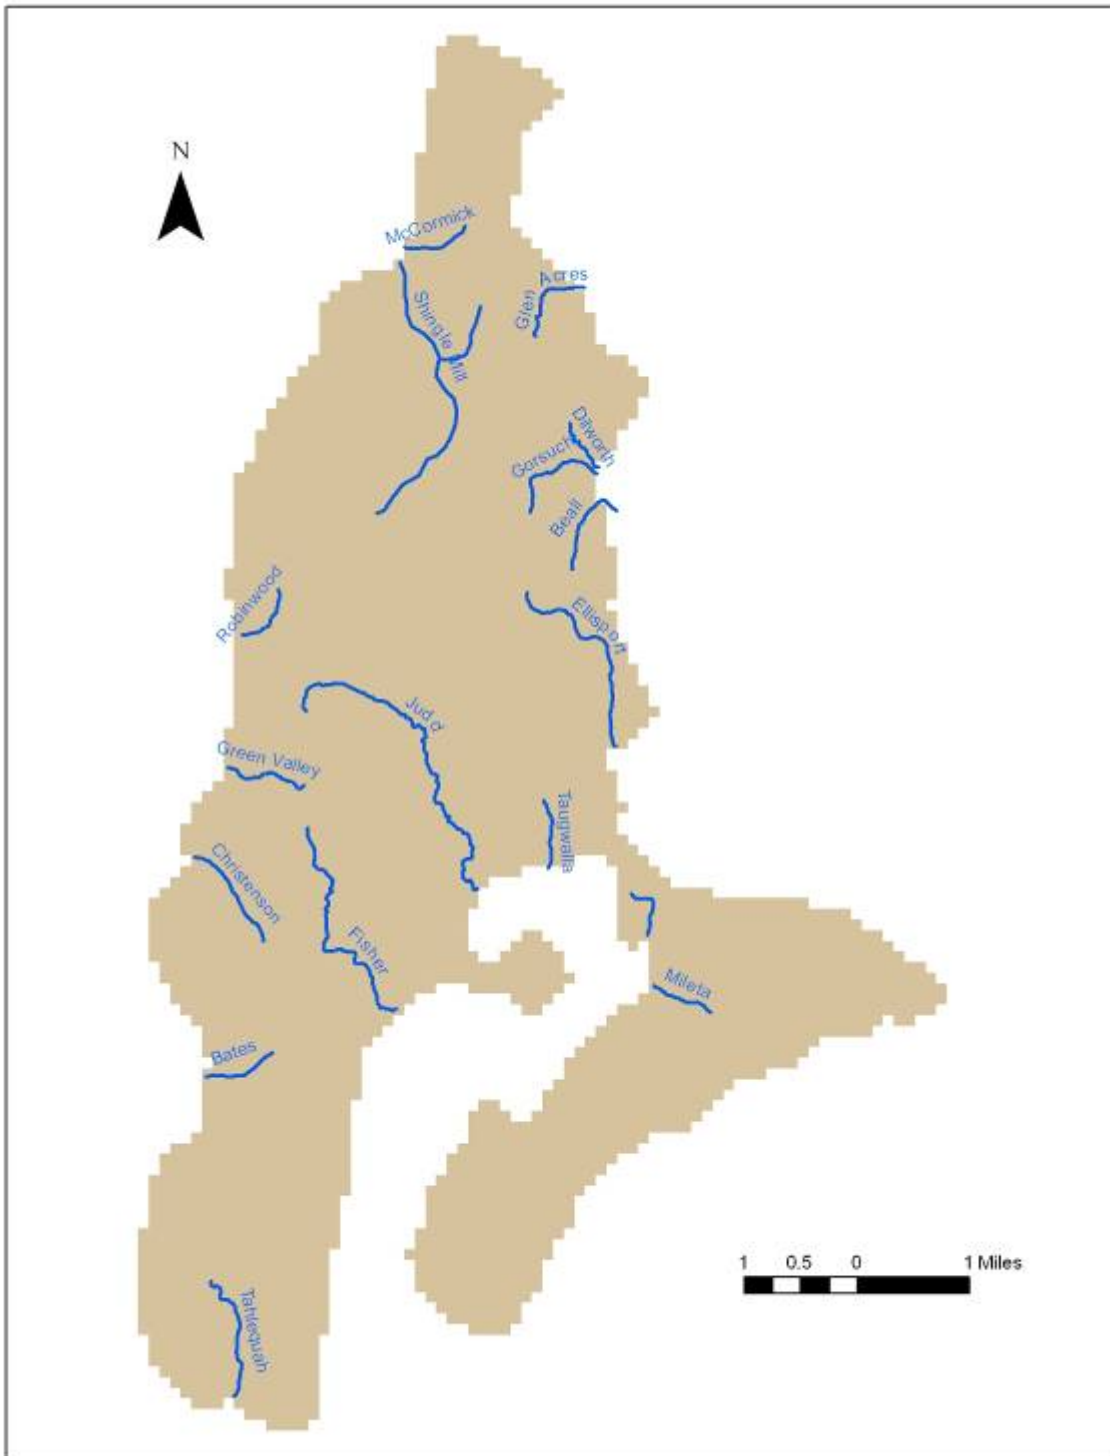 N
McCormick
Glen Acres
Shingle Mill
Dilworth
Gorsuch
Beall
Robinwood
Ellisport
Judd
Green Valley
Taugwalla
Christenson
Fisher
Mileta
Bates
1 0.5 0 1 Miles
Tahlequah